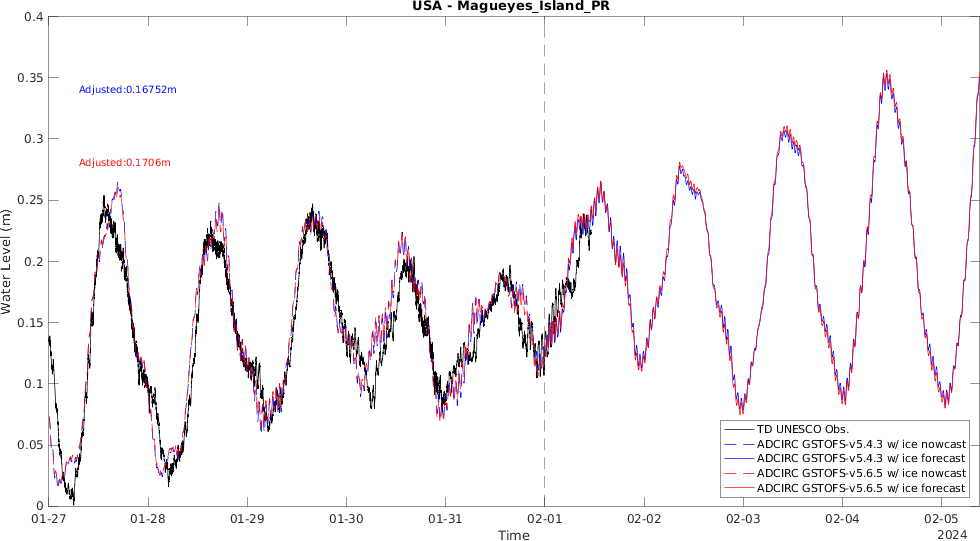 USA - Magueyes_Island_PR
0.4
0.35
0.3
0.25
0.2
0.15
0.1
0.05
0
Water Level (m)
Adjusted:0.16752m
Adjusted:0.1706m
TD UNESCO Obs.
ADCIRC GSTOFS-v5.4.3 w/ ice nowcast
ADCIRC GSTOFS-v5.4.3 w/ ice forecast
ADCIRC GSTOFS-v5.6.5 w/ ice nowcast
ADCIRC GSTOFS-v5.6.5 w/ ice forecast
01-27 01-28 01-29 01-30 01-31 02-01 02-02 02-03 02-04 02-05
Time
2024